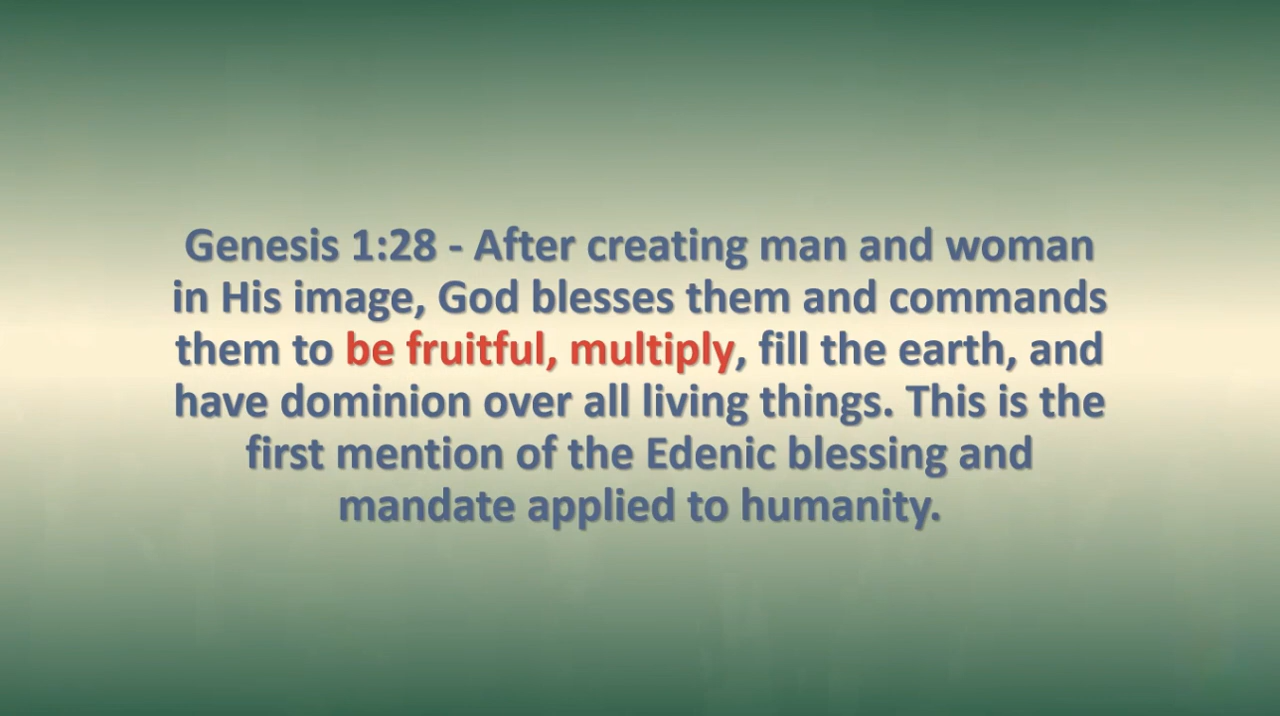 Genesis 1:28 - After creating man and woman
in His image, God blesses them and commands
them to be fruitful, multiply, fill the earth, and
have dominion over all living things. This is the
first mention of the Edenic blessing and
mandate applied to humanity.